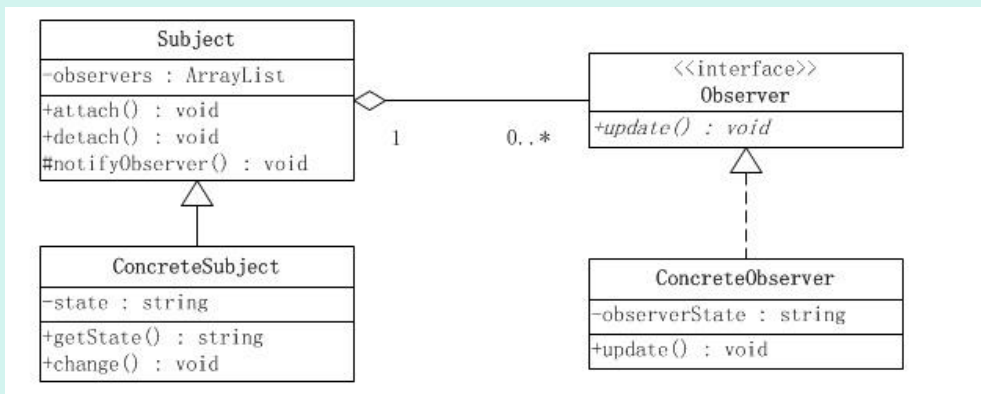 Subject
-observers : ArrayList
+attach() : void
+detach() : void
#notifyObserver() : void
1
0..*
<<interface>>
Observer
+update() : void
ConcreteSubject
-state : string
+getState() : string
+change() : void
ConcreteObserver
-observerState : string
+update() : void